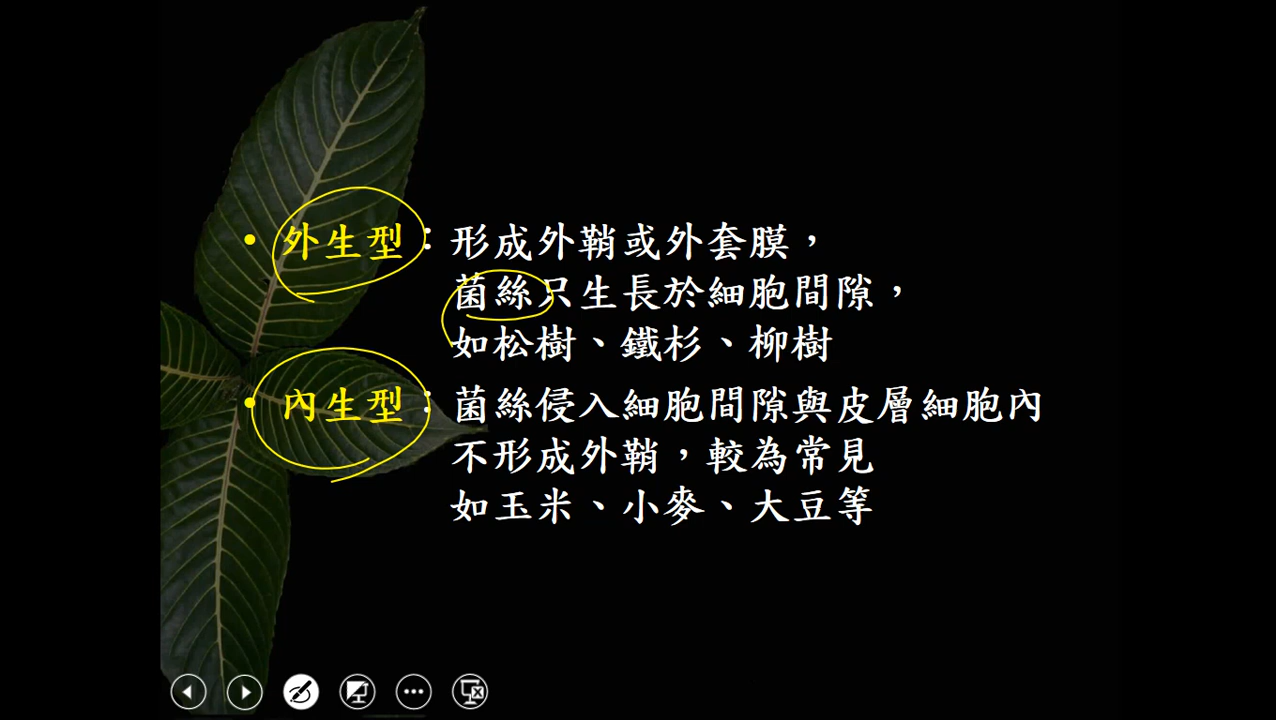 • 外生型：形成外鞘或外套膜，
菌絲只生長於細胞間隙，
如松樹、鐵杉、柳樹
• 內生型：菌絲侵入細胞間隙與皮層細胞內
不形成外鞘，較為常見
如玉米、小麥、大豆等